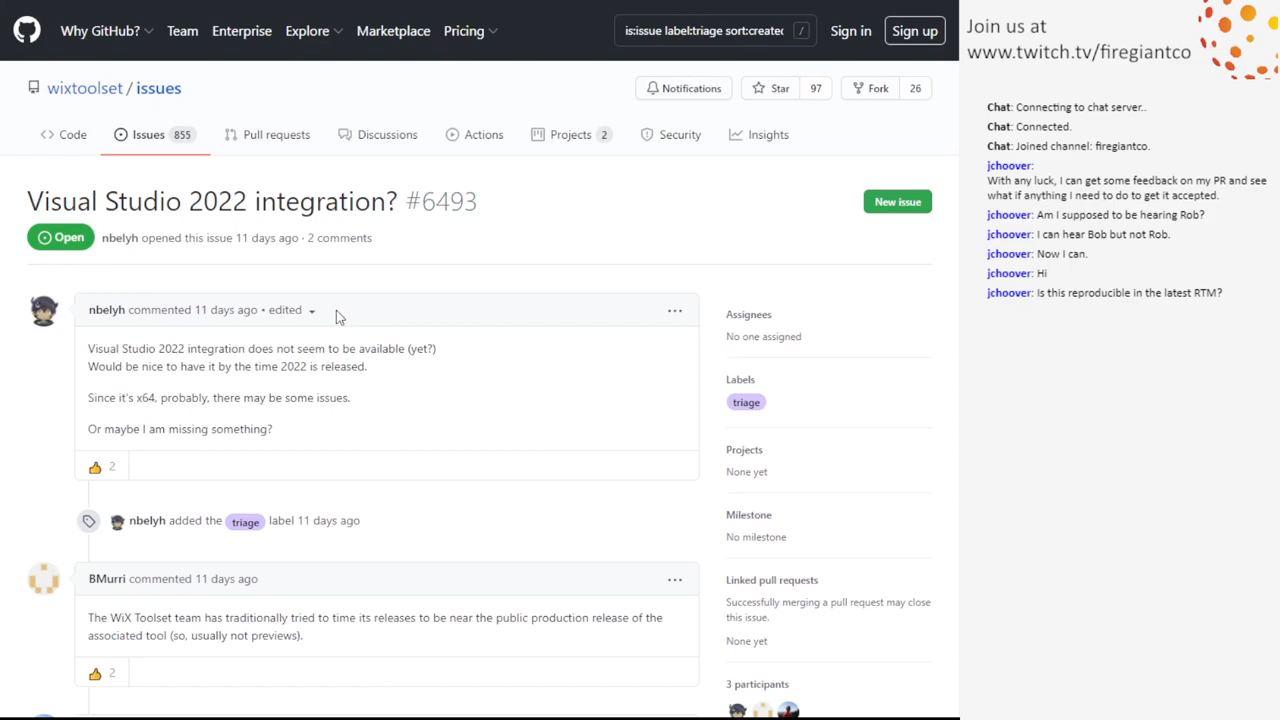 Why GitHub?
Team
Enterprise
Explore
Marketplace
Pricing
is:issue label:triage sort:created
/
Sign in
Sign up
wixtoolset / issues
Notifications
Star 97
Fork 26
Code
Issues 855
Pull requests
Discussions
Actions
Projects 2
Security
Insights
Visual Studio 2022 integration? #6493
New issue
Open
nbelyh opened this issue 11 days ago · 2 comments
nbelyh commented 11 days ago • edited
Visual Studio 2022 integration does not seem to be available (yet?)
Would be nice to have it by the time 2022 is released.
Since it's x64, probably, there may be some issues.
Or maybe I am missing something?
👍 2
nbelyh added the triage label 11 days ago
BMurri commented 11 days ago
The WiX Toolset team has traditionally tried to time its releases to be near the public production release of the
associated tool (so, usually not previews).
👍 2
Assignees
No one assigned
Labels
triage
Projects
None yet
Milestone
No milestone
Linked pull requests
Successfully merging a pull request may close
this issue.
None yet
3 participants
Join us at
www.twitch.tv/firegiantco
Chat: Connecting to chat server..
Chat: Connected.
Chat: Joined channel: firegiantco.
jchoover:
With any luck, I can get some feedback on my PR and see
what if anything I need to do to get it accepted.
jchoover: Am I supposed to be hearing Rob?
jchoover: I can hear Bob but not Rob.
jchoover: Now I can.
jchoover: Hi
jchoover: Is this reproducible in the latest RTM?